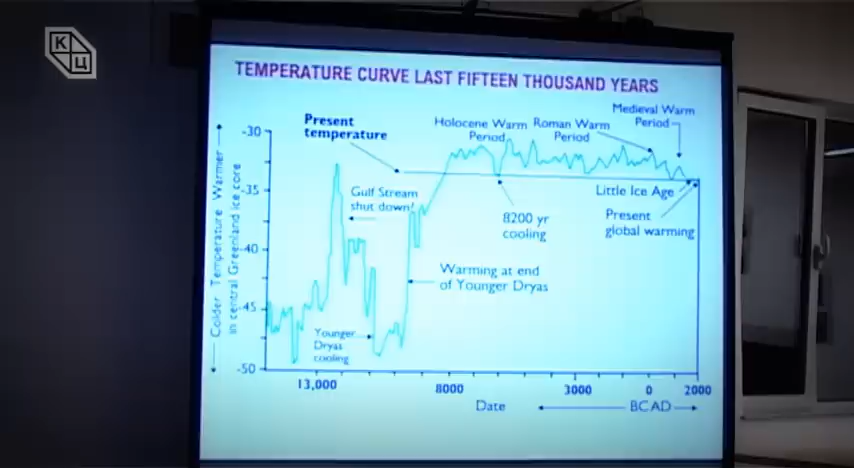 К
Ц
TEMPERATURE CURVE LAST FIFTEEN THOUSAND YEARS
Colder Temperature Warmer
in central Greenland ice core
-30
-35
-40
-45
-50
Present
temperature
Holocene Warm
Period
Roman Warm
Period
Medieval Warm
Period
Gulf Stream
shut down!
8200 yr
cooling
Little Ice Age
Present
global warming
Warming at end
of Younger Dryas
Younger
Dryas
cooling
13,000
8000
3000
0
2000
Date
BC AD